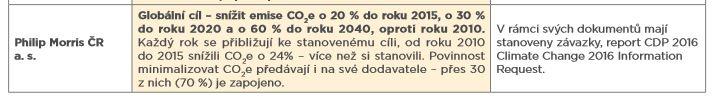 Philip Morris ČR
a. s.
Globální cíl – snížit emise CO₂e o 20 % do roku 2015, o 30 %
do roku 2020 a o 60 % do roku 2040, oproti roku 2010.
Každý rok se přibližují ke stanovenému cíli, od roku 2010
do 2015 snížili CO₂e o 24% – více než si stanovili. Povinnost
minimalizovat CO₂e předávají i na své dodavatele – přes 30
z nich (70 %) je zapojeno.
V rámci svých dokumentů mají
stanoveny závazky, report CDP 2016
Climate Change 2016 Information
Request.